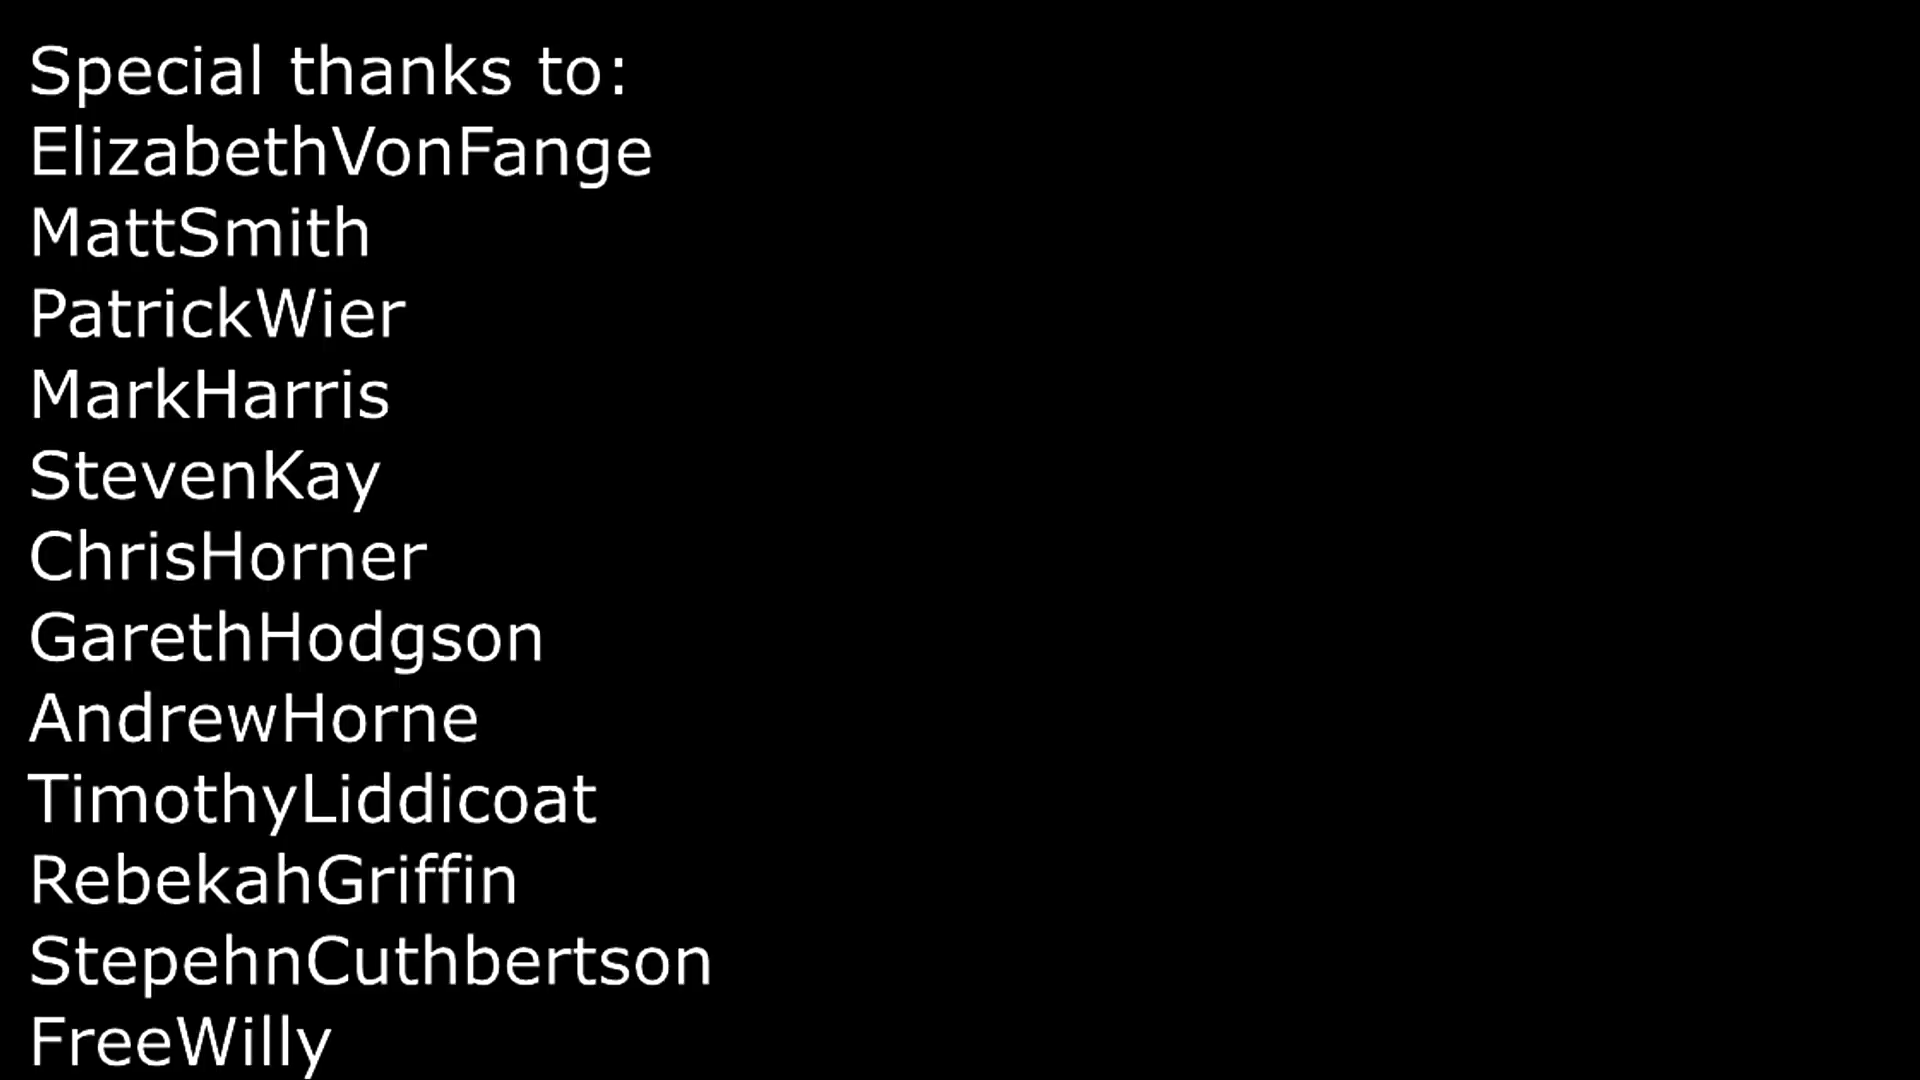 Special thanks to:
ElizabethVonFange
MattSmith
PatrickWier
MarkHarris
StevenKay
ChrisHorner
GarethHodgson
AndrewHorne
TimothyLiddicoat
RebekahGriffin
StepehnCuthbertson
FreeWilly